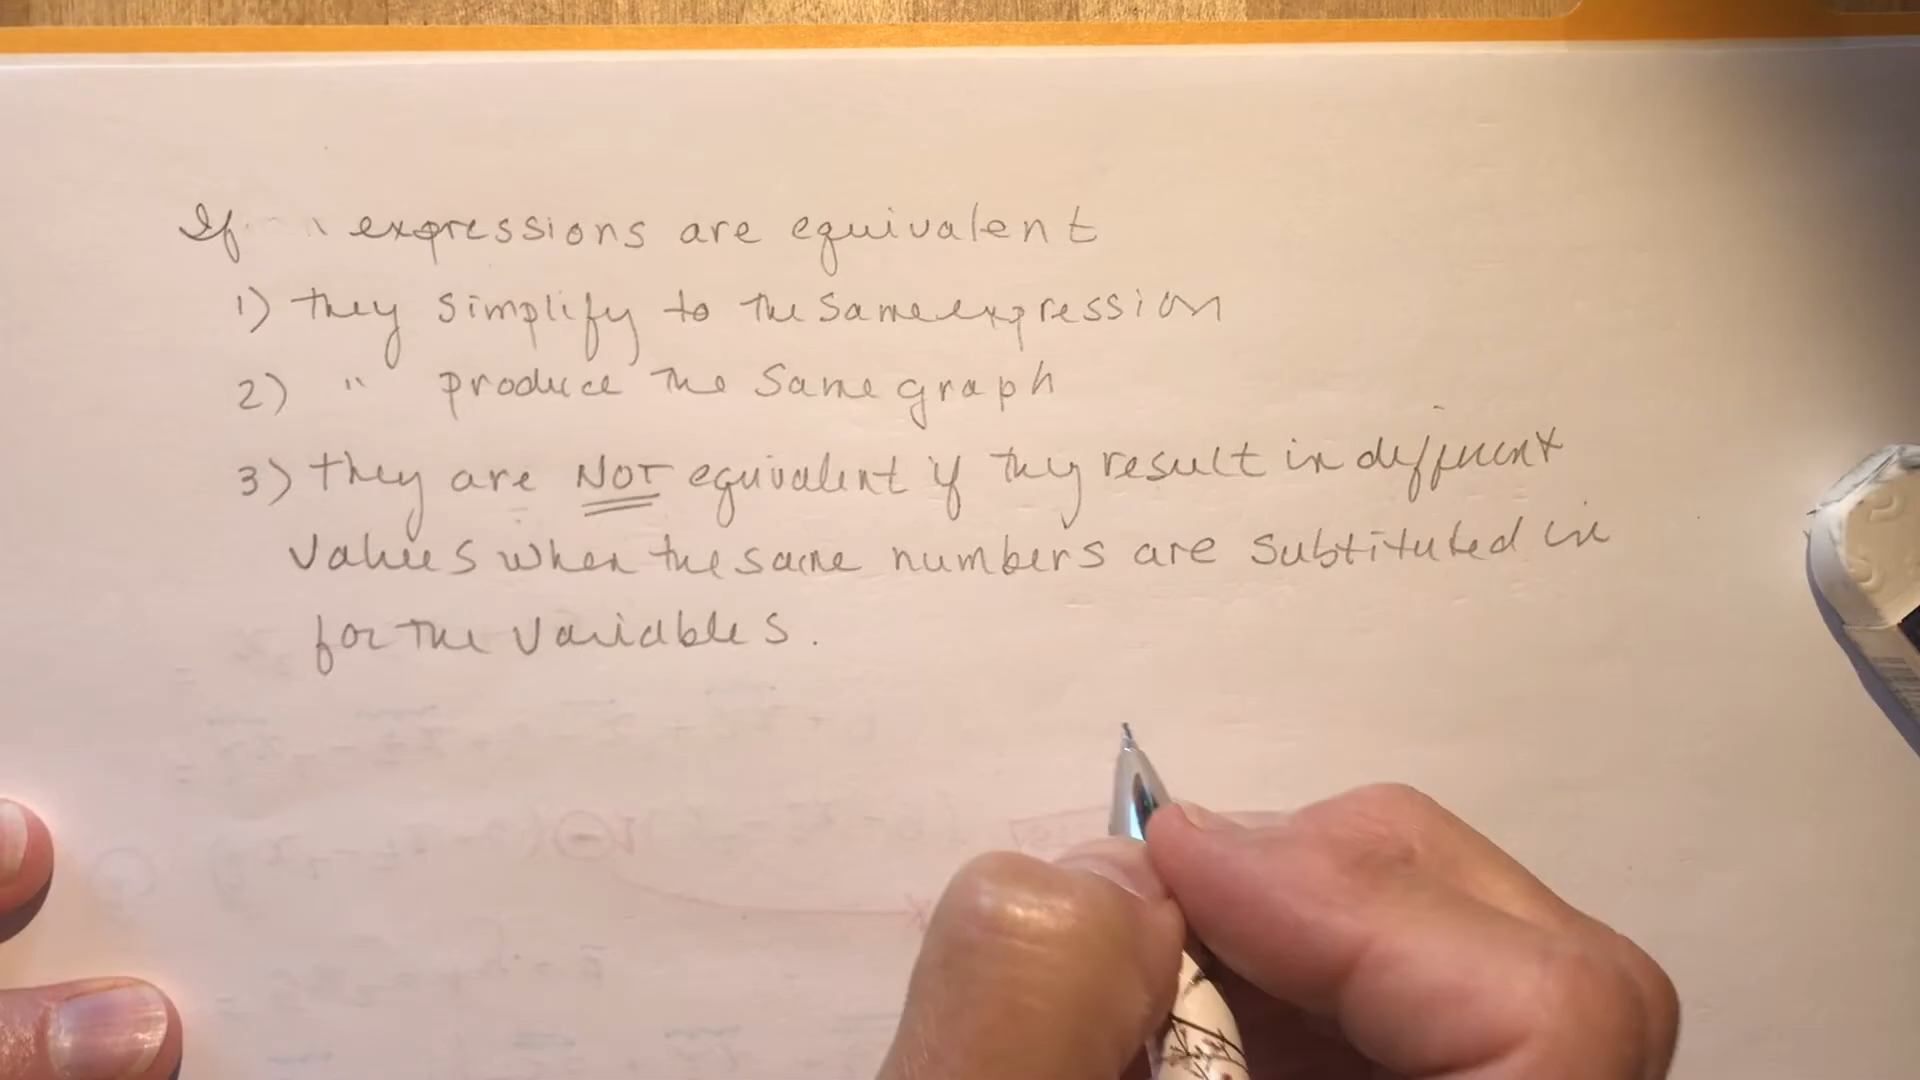 If expressions are equivalent
1) they simplify to the same expression
2) " produce the same graph
3) they are NOT equivalent if they result in different
values when the same numbers are substituted in
for the variables.